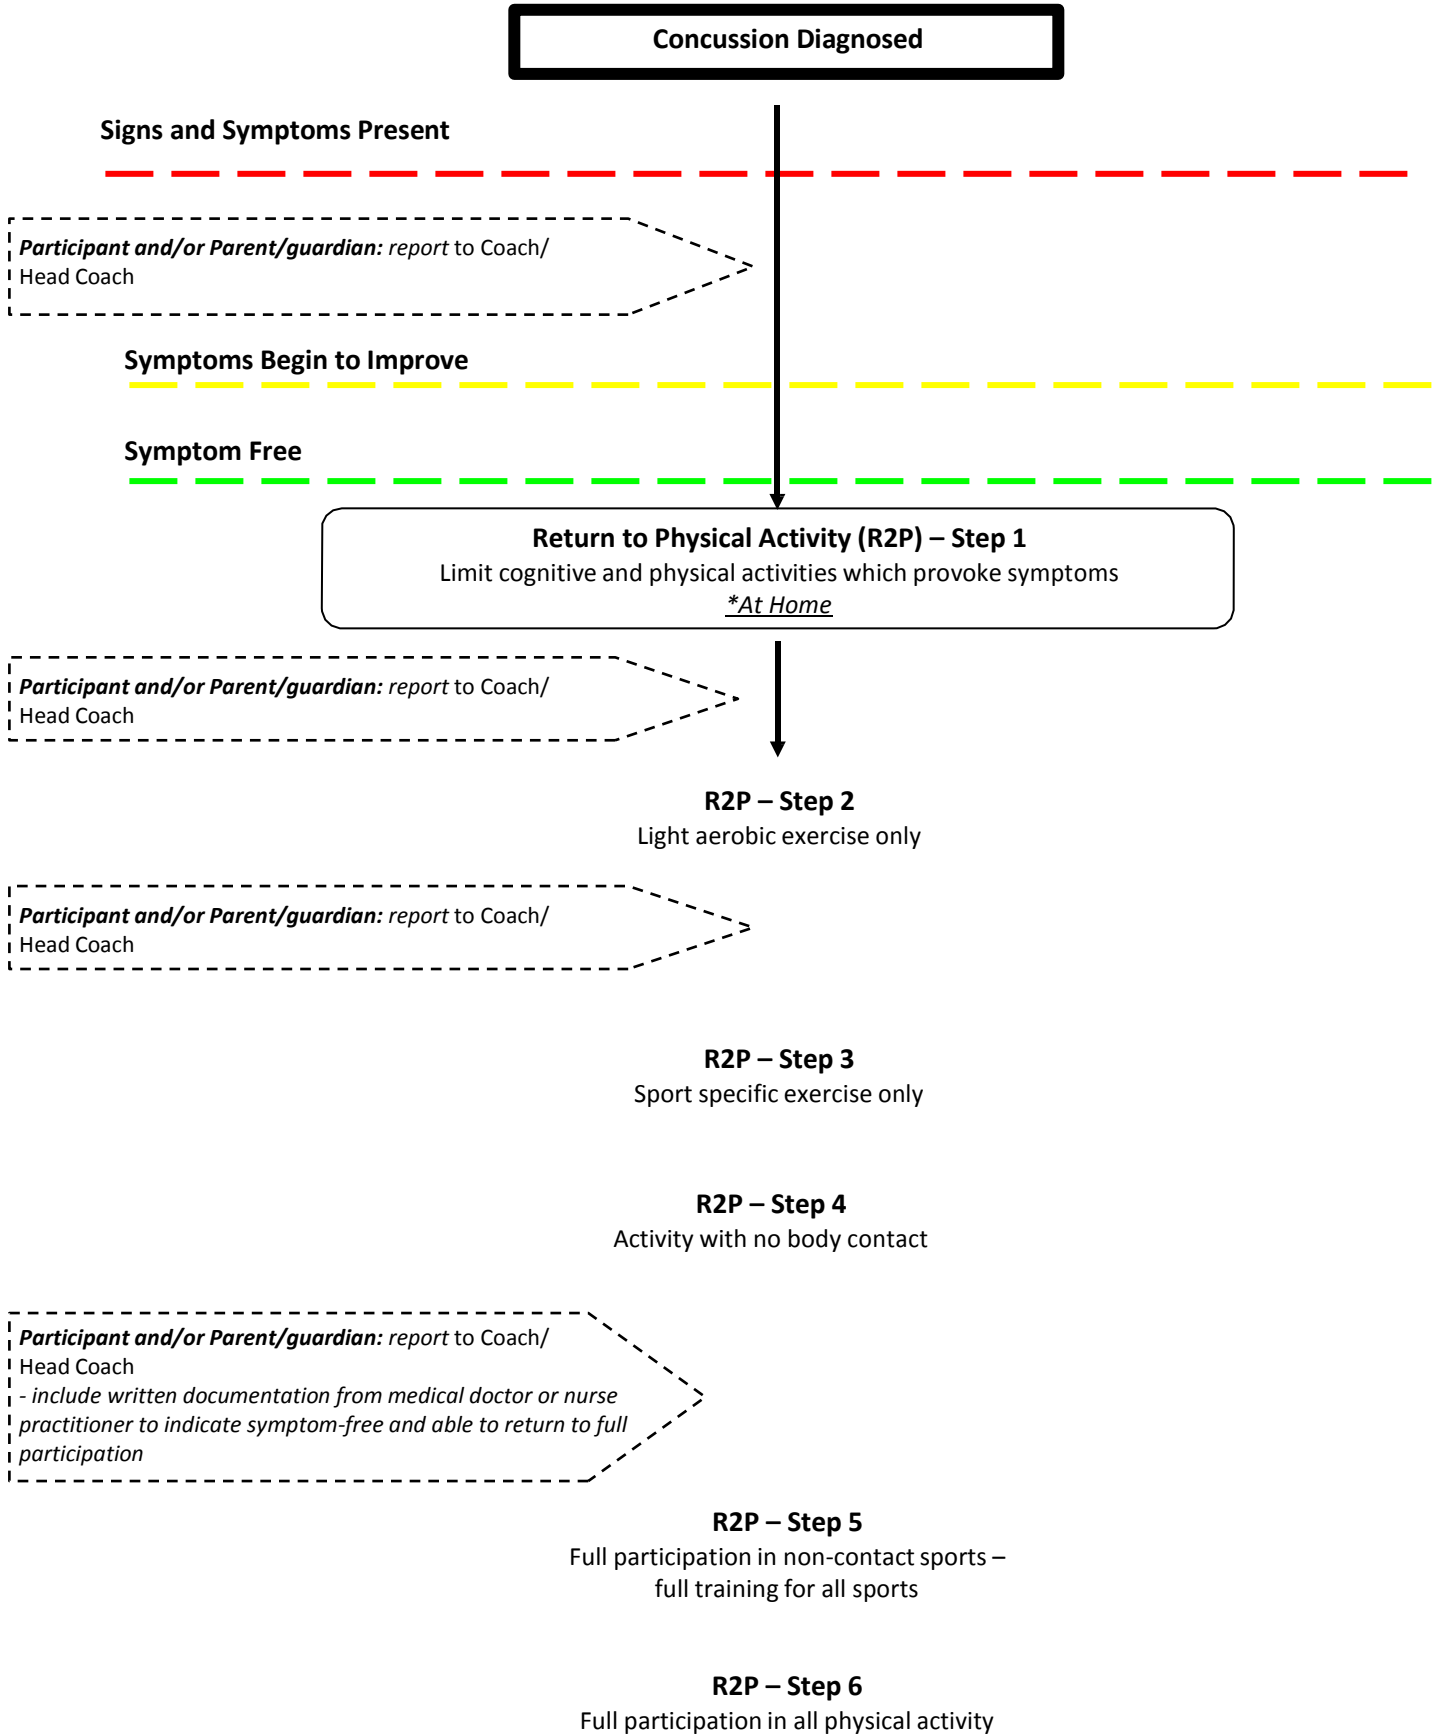 Concussion Diagnosed
Signs and Symptoms Present
Participant and/or Parent/guardian: report to Coach/
Head Coach
Symptoms Begin to Improve
Symptom Free
Return to Physical Activity (R2P) – Step 1
Limit cognitive and physical activities which provoke symptoms
*At Home
Participant and/or Parent/guardian: report to Coach/
Head Coach
R2P – Step 2
Light aerobic exercise only
Participant and/or Parent/guardian: report to Coach/
Head Coach
R2P – Step 3
Sport specific exercise only
R2P – Step 4
Activity with no body contact
Participant and/or Parent/guardian: report to Coach/
Head Coach
- include written documentation from medical doctor or nurse
practitioner to indicate symptom-free and able to return to full
participation
R2P – Step 5
Full participation in non-contact sports –
full training for all sports
R2P – Step 6
Full participation in all physical activity